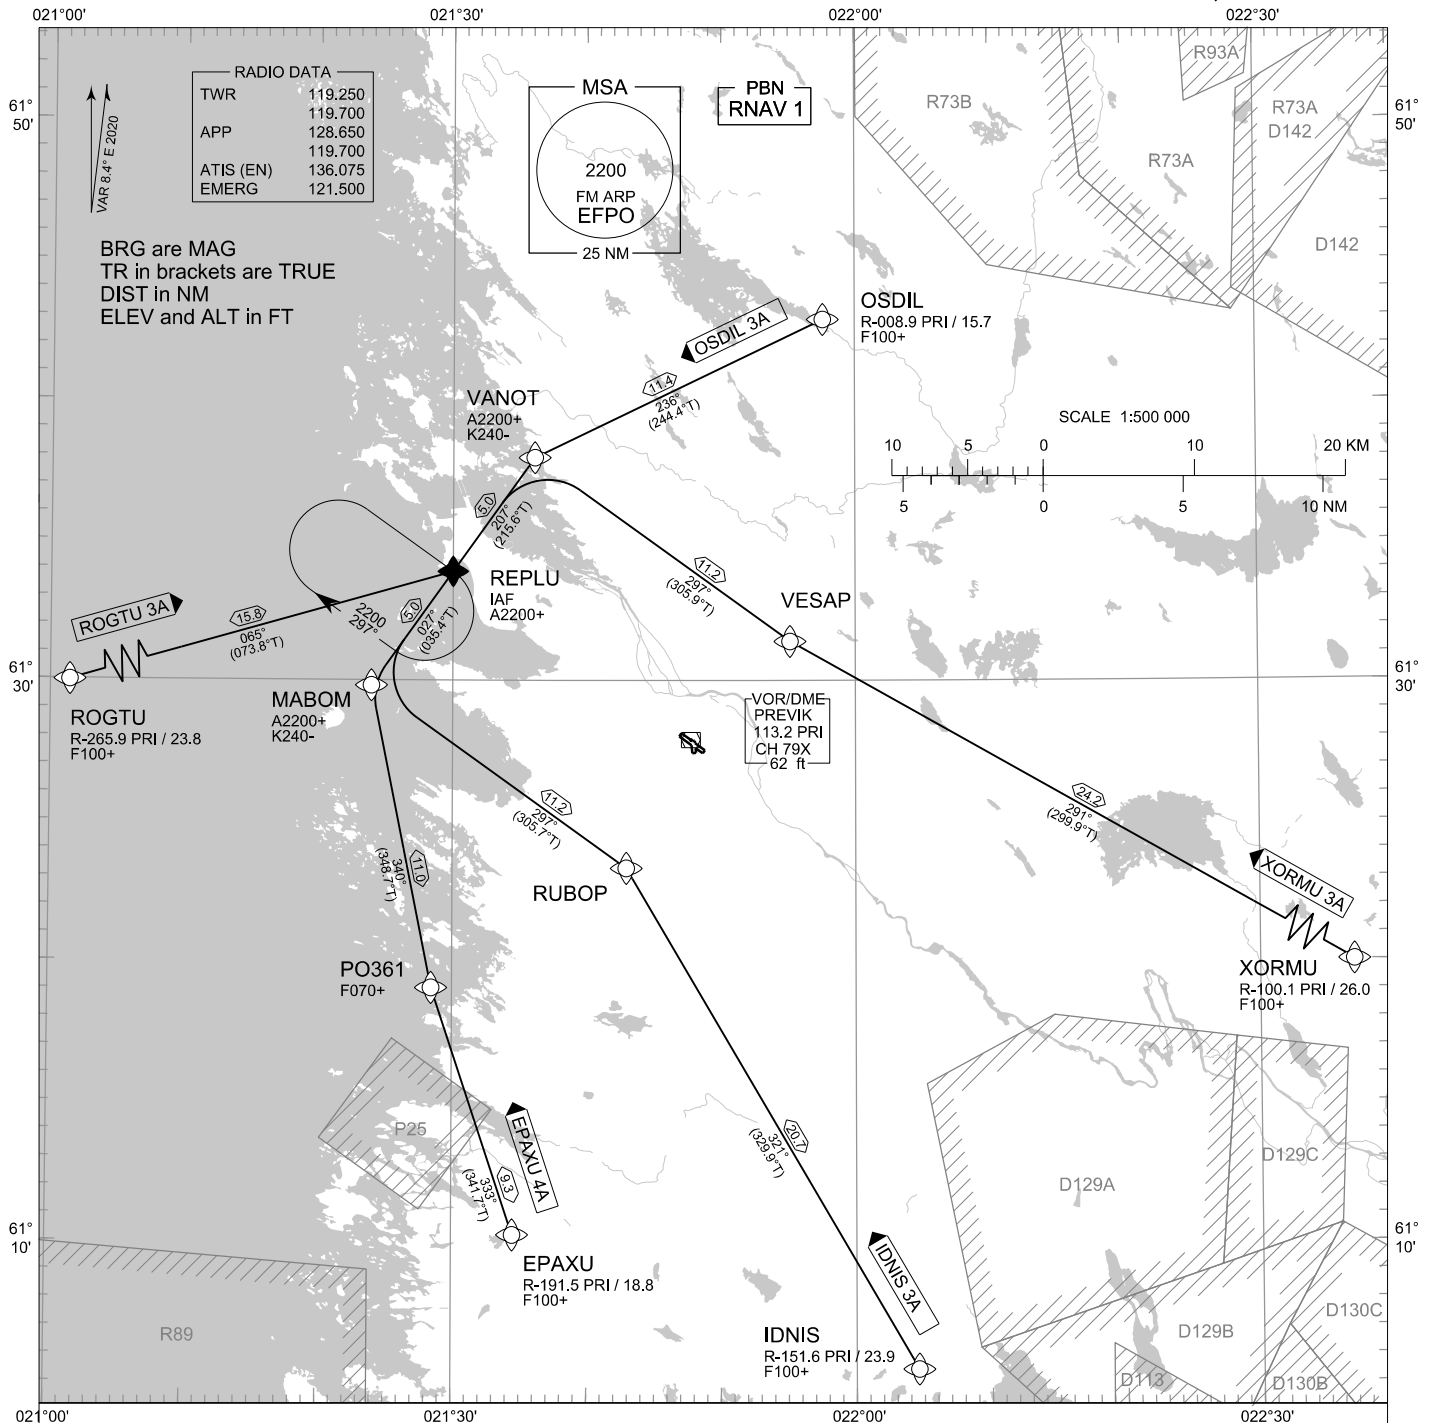 021°00'
021°30'
022°00'
022°30'
61°
50'
61°
50'
RADIO DATA
TWR 119.250
119.700
APP 128.650
119.700
ATIS (EN) 136.075
EMERG 121.500
VAR 8.4° E 2020
MSA
2200
FM ARP
EFPO
25 NM
PBN
RNAV 1
R73B
R93A
R73A
D142
R73A
D142
BRG are MAG
TR in brackets are TRUE
DIST in NM
ELEV and ALT in FT
OSDIL
R-008.9 PRI / 15.7
F100+
OSDIL 3A
11.4
236°
(244.4°T)
VANOT
A2200+
K240-
SCALE 1:500 000
10 5 0 10 20 KM
5 0 5 10 NM
5.0
207°
(215.6°T)
REPLU
IAF
A2200+
11.2
297°
(305.9°T)
VESAP
ROGTU 3A
15.8
065°
(073.8°T)
2200
297°
5.0
027°
(035.4°T)
61°
30'
61°
30'
ROGTU
R-265.9 PRI / 23.8
F100+
MABOM
A2200+
K240-
VOR/DME
PREVIK
113.2 PRI
CH 79X
62 ft
11.2
297°
(305.7°T)
24.2
291°
(299.9°T)
11.0
340°
(348.7°T)
RUBOP
XORMU 3A
XORMU
R-100.1 PRI / 26.0
F100+
PO361
F070+
P25
EPAXU 4A
9.3
333°
(341.7°T)
20.7
321°
(329.9°T)
D129A
D129C
61°
10'
61°
10'
EPAXU
R-191.5 PRI / 18.8
F100+
IDNIS 3A
IDNIS
R-151.6 PRI / 23.9
F100+
R89
D129B
D130C
D113
D130B
021°00'
021°30'
022°00'
022°30'